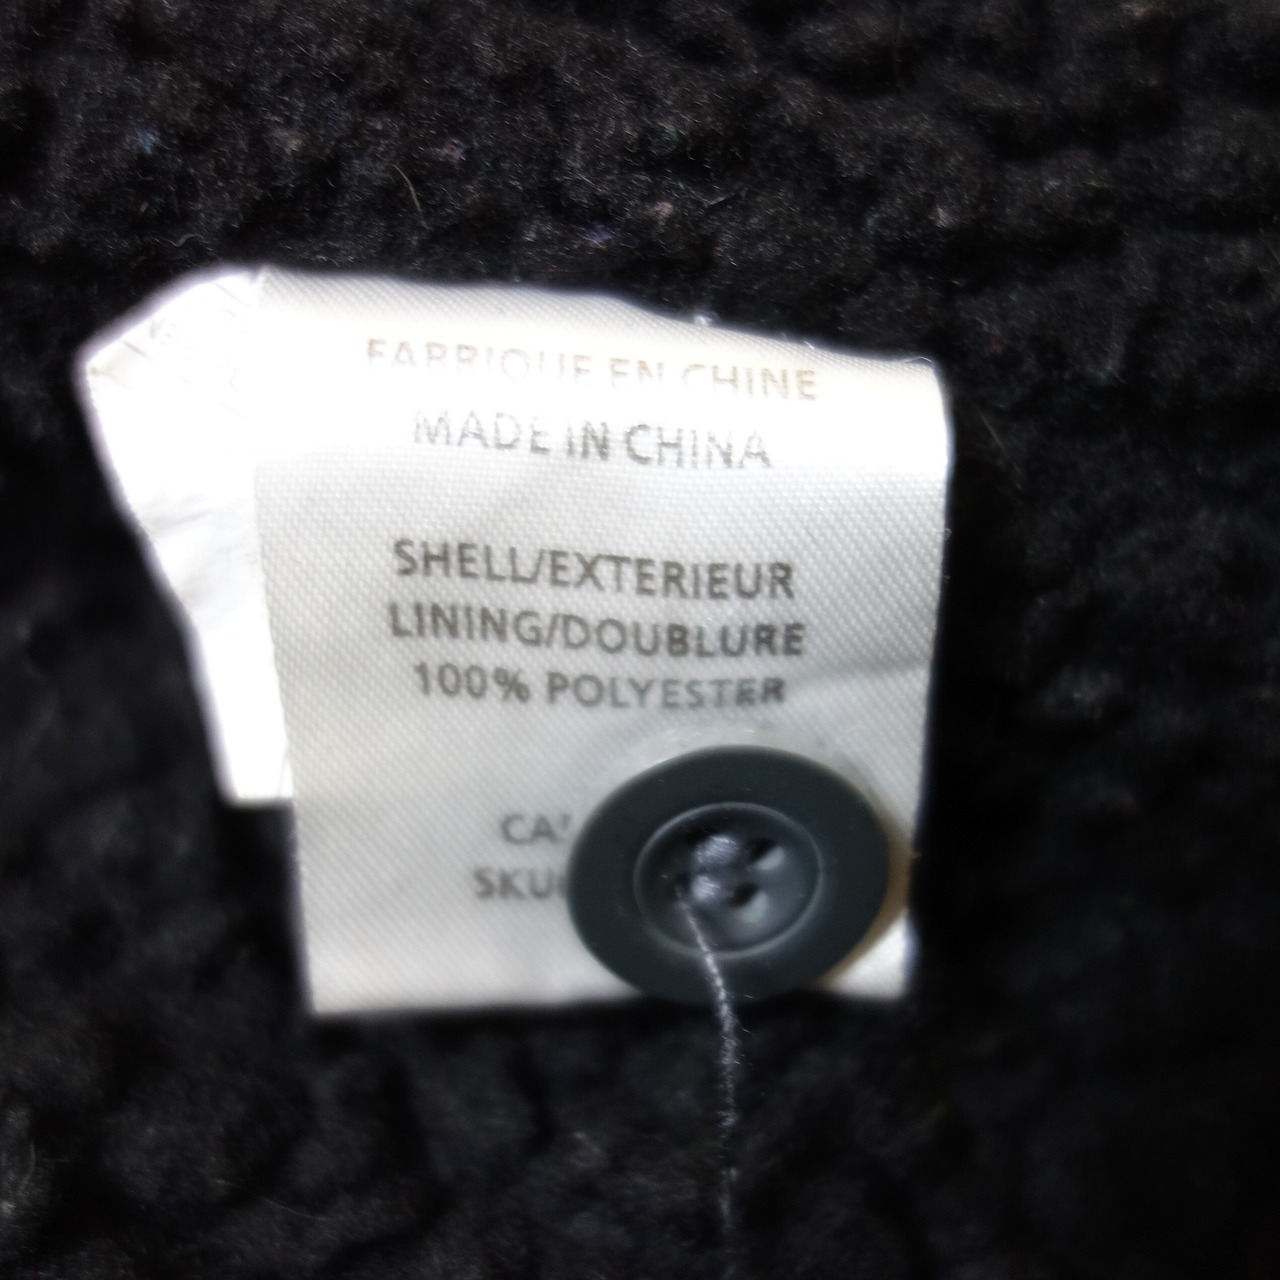 FABRIQUE EN CHINE
MADE IN CHINA
SHELL/EXTERIEUR
LINING/DOUBLURE
100% POLYESTER